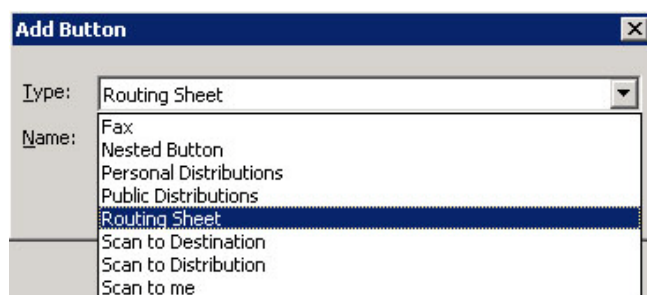 Add Button
Type: Routing Sheet
Name:
Fax
Nested Button
Personal Distributions
Public Distributions
Routing Sheet
Scan to Destination
Scan to Distribution
Scan to me